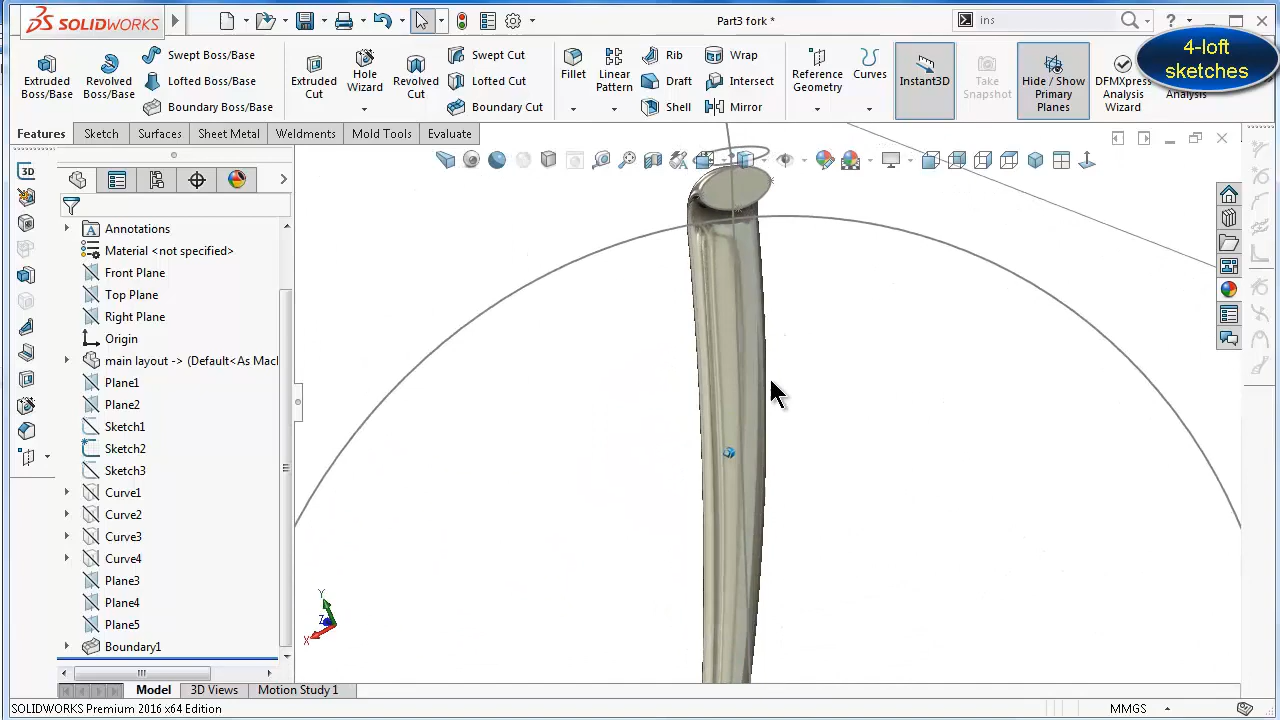 SOLIDWORKS
Part3 fork *
ins
4-loft
sketches
Extruded
Boss/Base
Revolved
Boss/Base
Swept Boss/Base
Lofted Boss/Base
Boundary Boss/Base
Extruded
Cut
Hole
Wizard
Revolved
Cut
Swept Cut
Lofted Cut
Boundary Cut
Fillet
Linear
Pattern
Rib
Draft
Shell
Wrap
Intersect
Mirror
Reference
Geometry
Curves
Instant3D
Take
Snapshot
Hide / Show
Primary
Planes
DFMXpress
Analysis
Wizard
Analysis
Features
Sketch
Surfaces
Sheet Metal
Weldments
Mold Tools
Evaluate
Annotations
Material <not specified>
Front Plane
Top Plane
Right Plane
Origin
main layout -> (Default<As Macl
Plane1
Plane2
Sketch1
Sketch2
Sketch3
Curve1
Curve2
Curve3
Curve4
Plane3
Plane4
Plane5
Boundary1
Y
Z
X
Model
3D Views
Motion Study 1
SOLIDWORKS Premium 2016 x64 Edition
MMGS